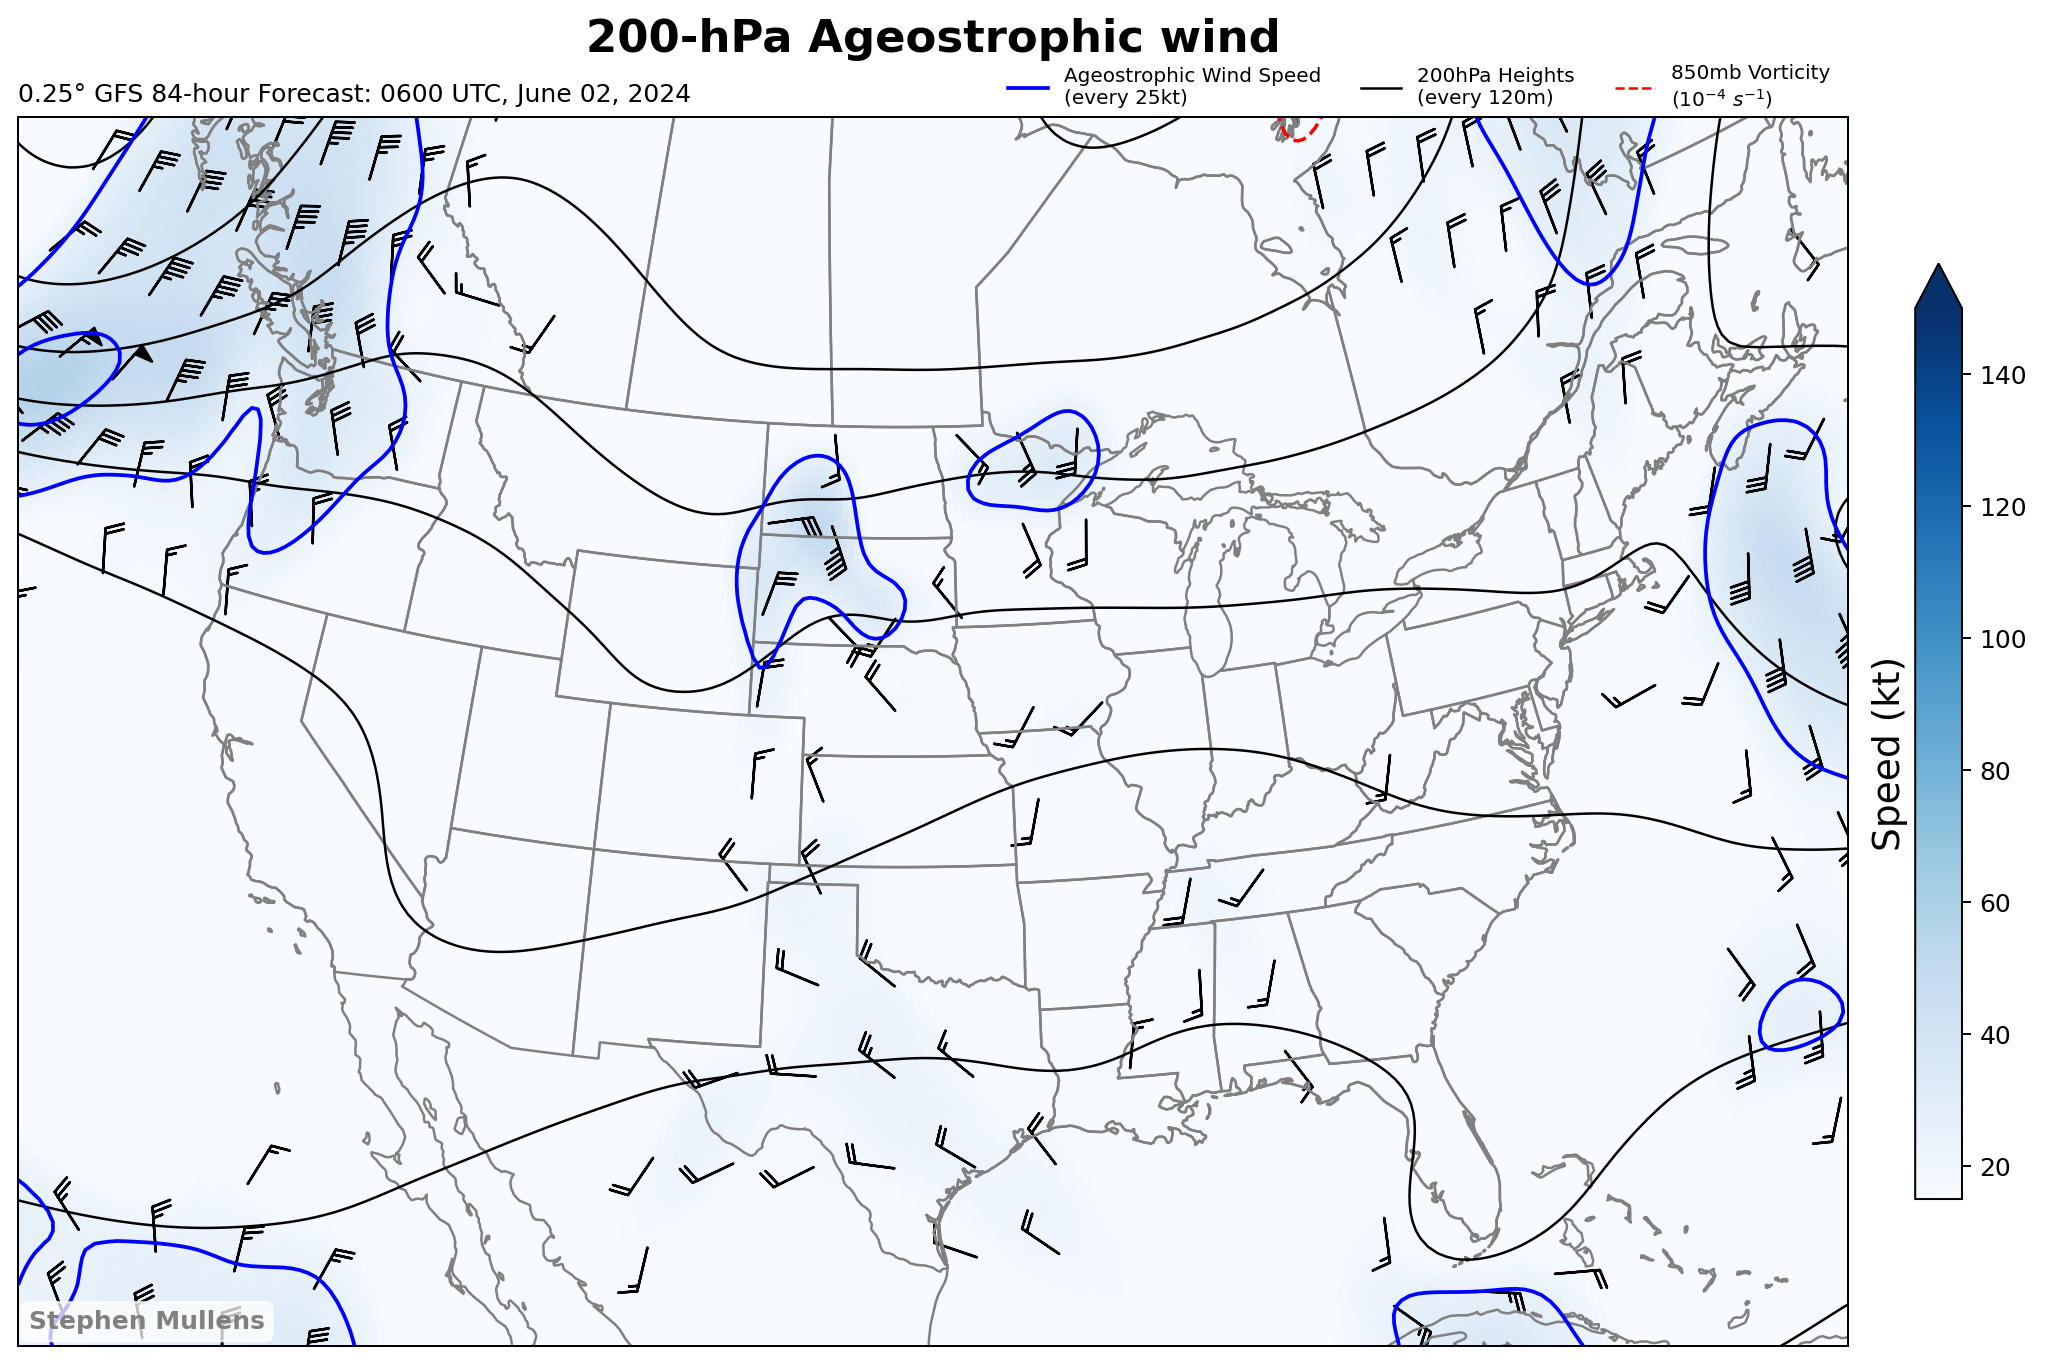 200-hPa Ageostrophic wind
0.25° GFS 84-hour Forecast: 0600 UTC, June 02, 2024
Ageostrophic Wind Speed
(every 25kt)
200hPa Heights
(every 120m)
850mb Vorticity
(10⁻⁴ s⁻¹)
140
120
100
80
60
40
20
Speed (kt)
Stephen Mullens